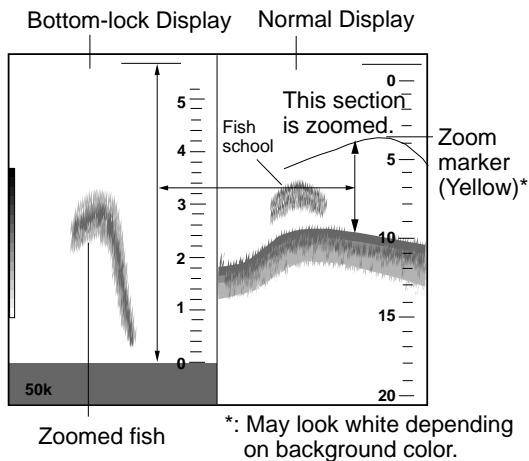 Bottom-lock Display
Normal Display
0
5
10
15
20
This section
is zoomed.
Fish
school
Zoom
marker
(Yellow)*
5
4
3
2
1
0
50k
Zoomed fish
*: May look white depending
on background color.